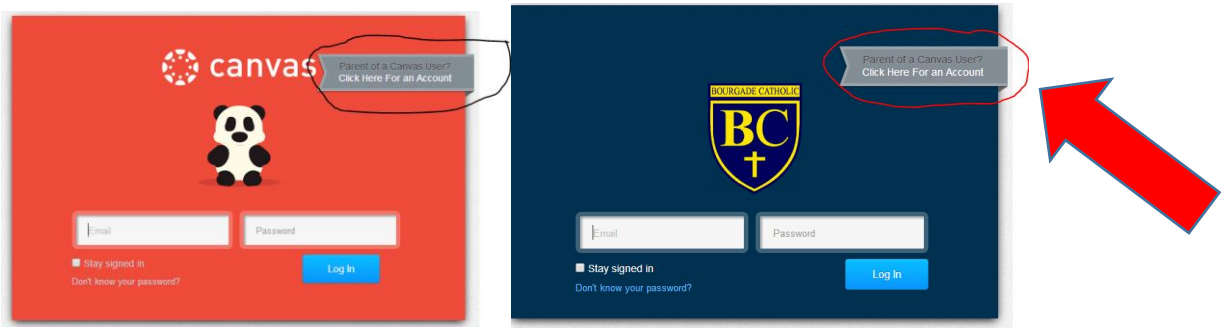 canvas
Parent of a Canvas User?
Click Here For an Account
Email
Password
Stay signed in
Log In
Don't know your password?
Parent of a Canvas User?
Click Here For an Account
BOURGADE CATHOLIC
BC
Email
Password
Stay signed in
Log In
Don't know your password?